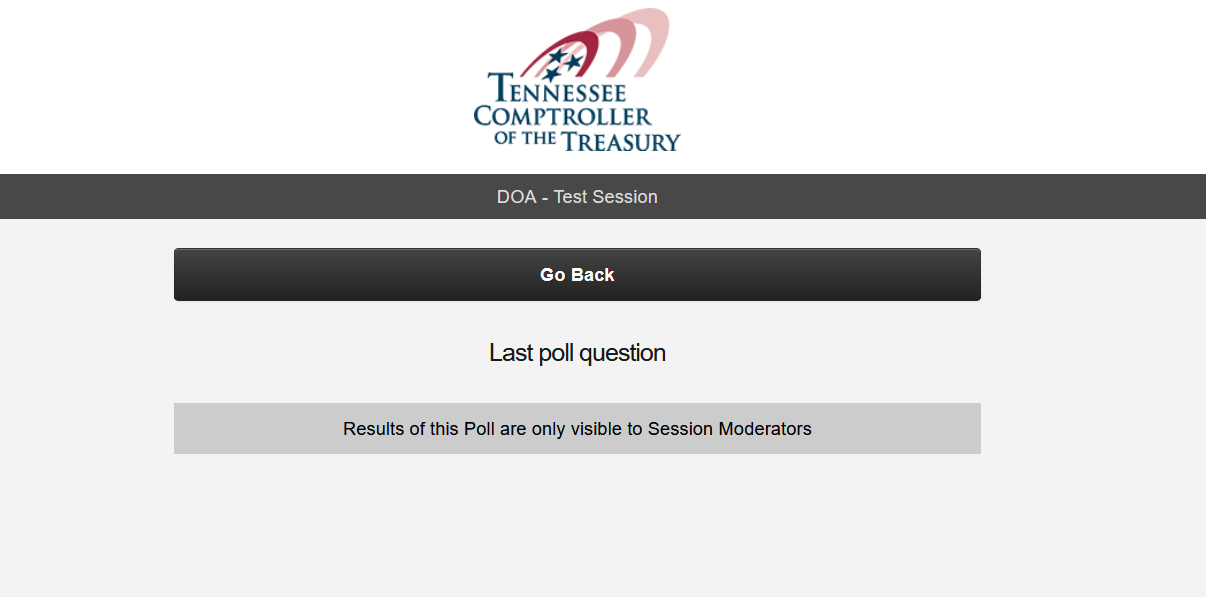 TENNESSEE
COMPTROLLER
OF THE TREASURY
DOA - Test Session
Go Back
Last poll question
Results of this Poll are only visible to Session Moderators